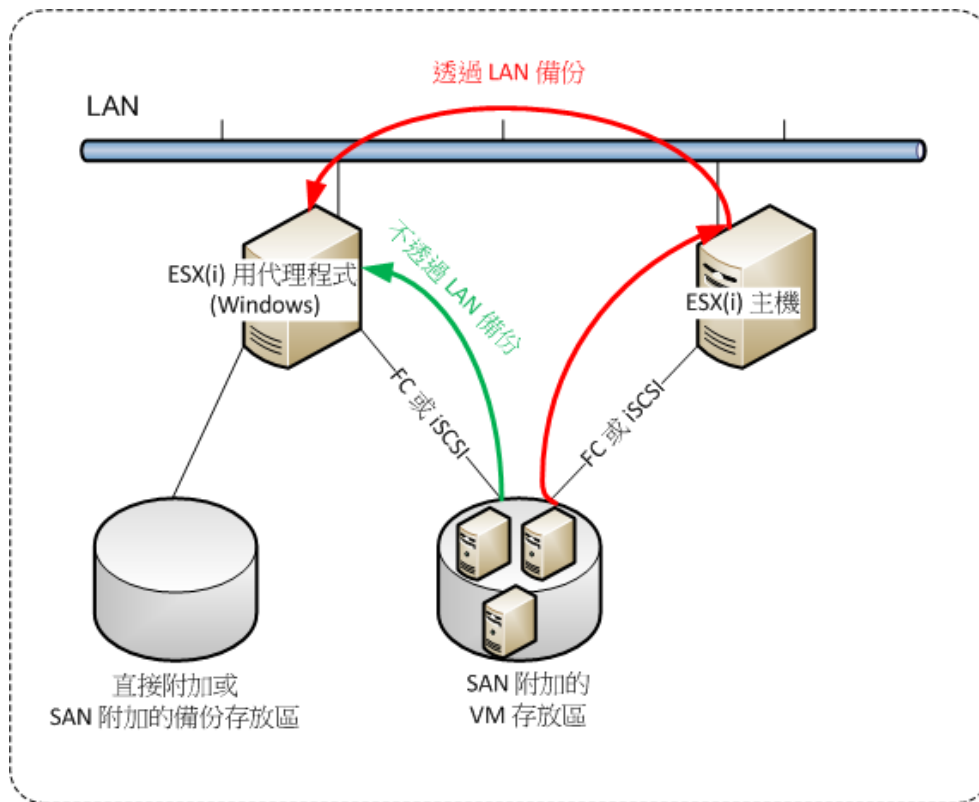 透過 LAN 備份
LAN
不透過 LAN 備份
ESX(i) 用代理程式
(Windows)
ESX(i) 主機
FC 或 iSCSI
FC 或 iSCSI
直接附加或
SAN 附加的備份存放區
SAN 附加的
VM 存放區